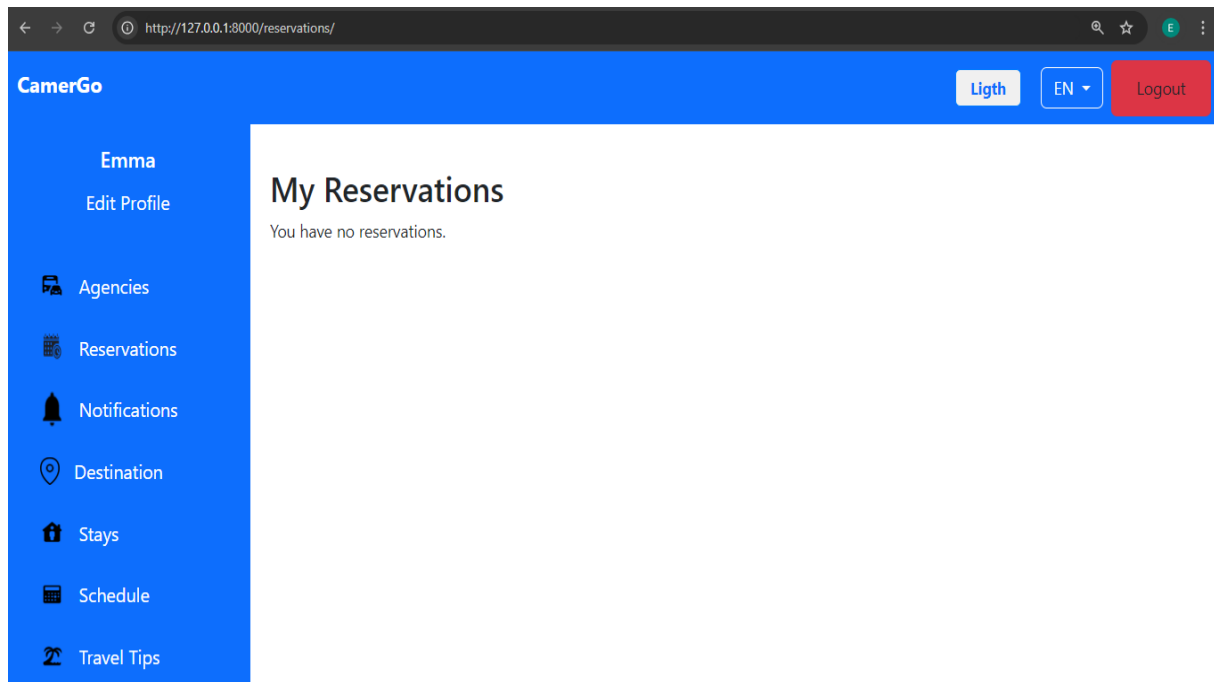 http://127.0.0.1:8000/reservations/
E
CamerGo
Ligth
EN
Logout
Emma
Edit Profile
My Reservations
You have no reservations.
Agencies
Reservations
Notifications
Destination
Stays
Schedule
Travel Tips